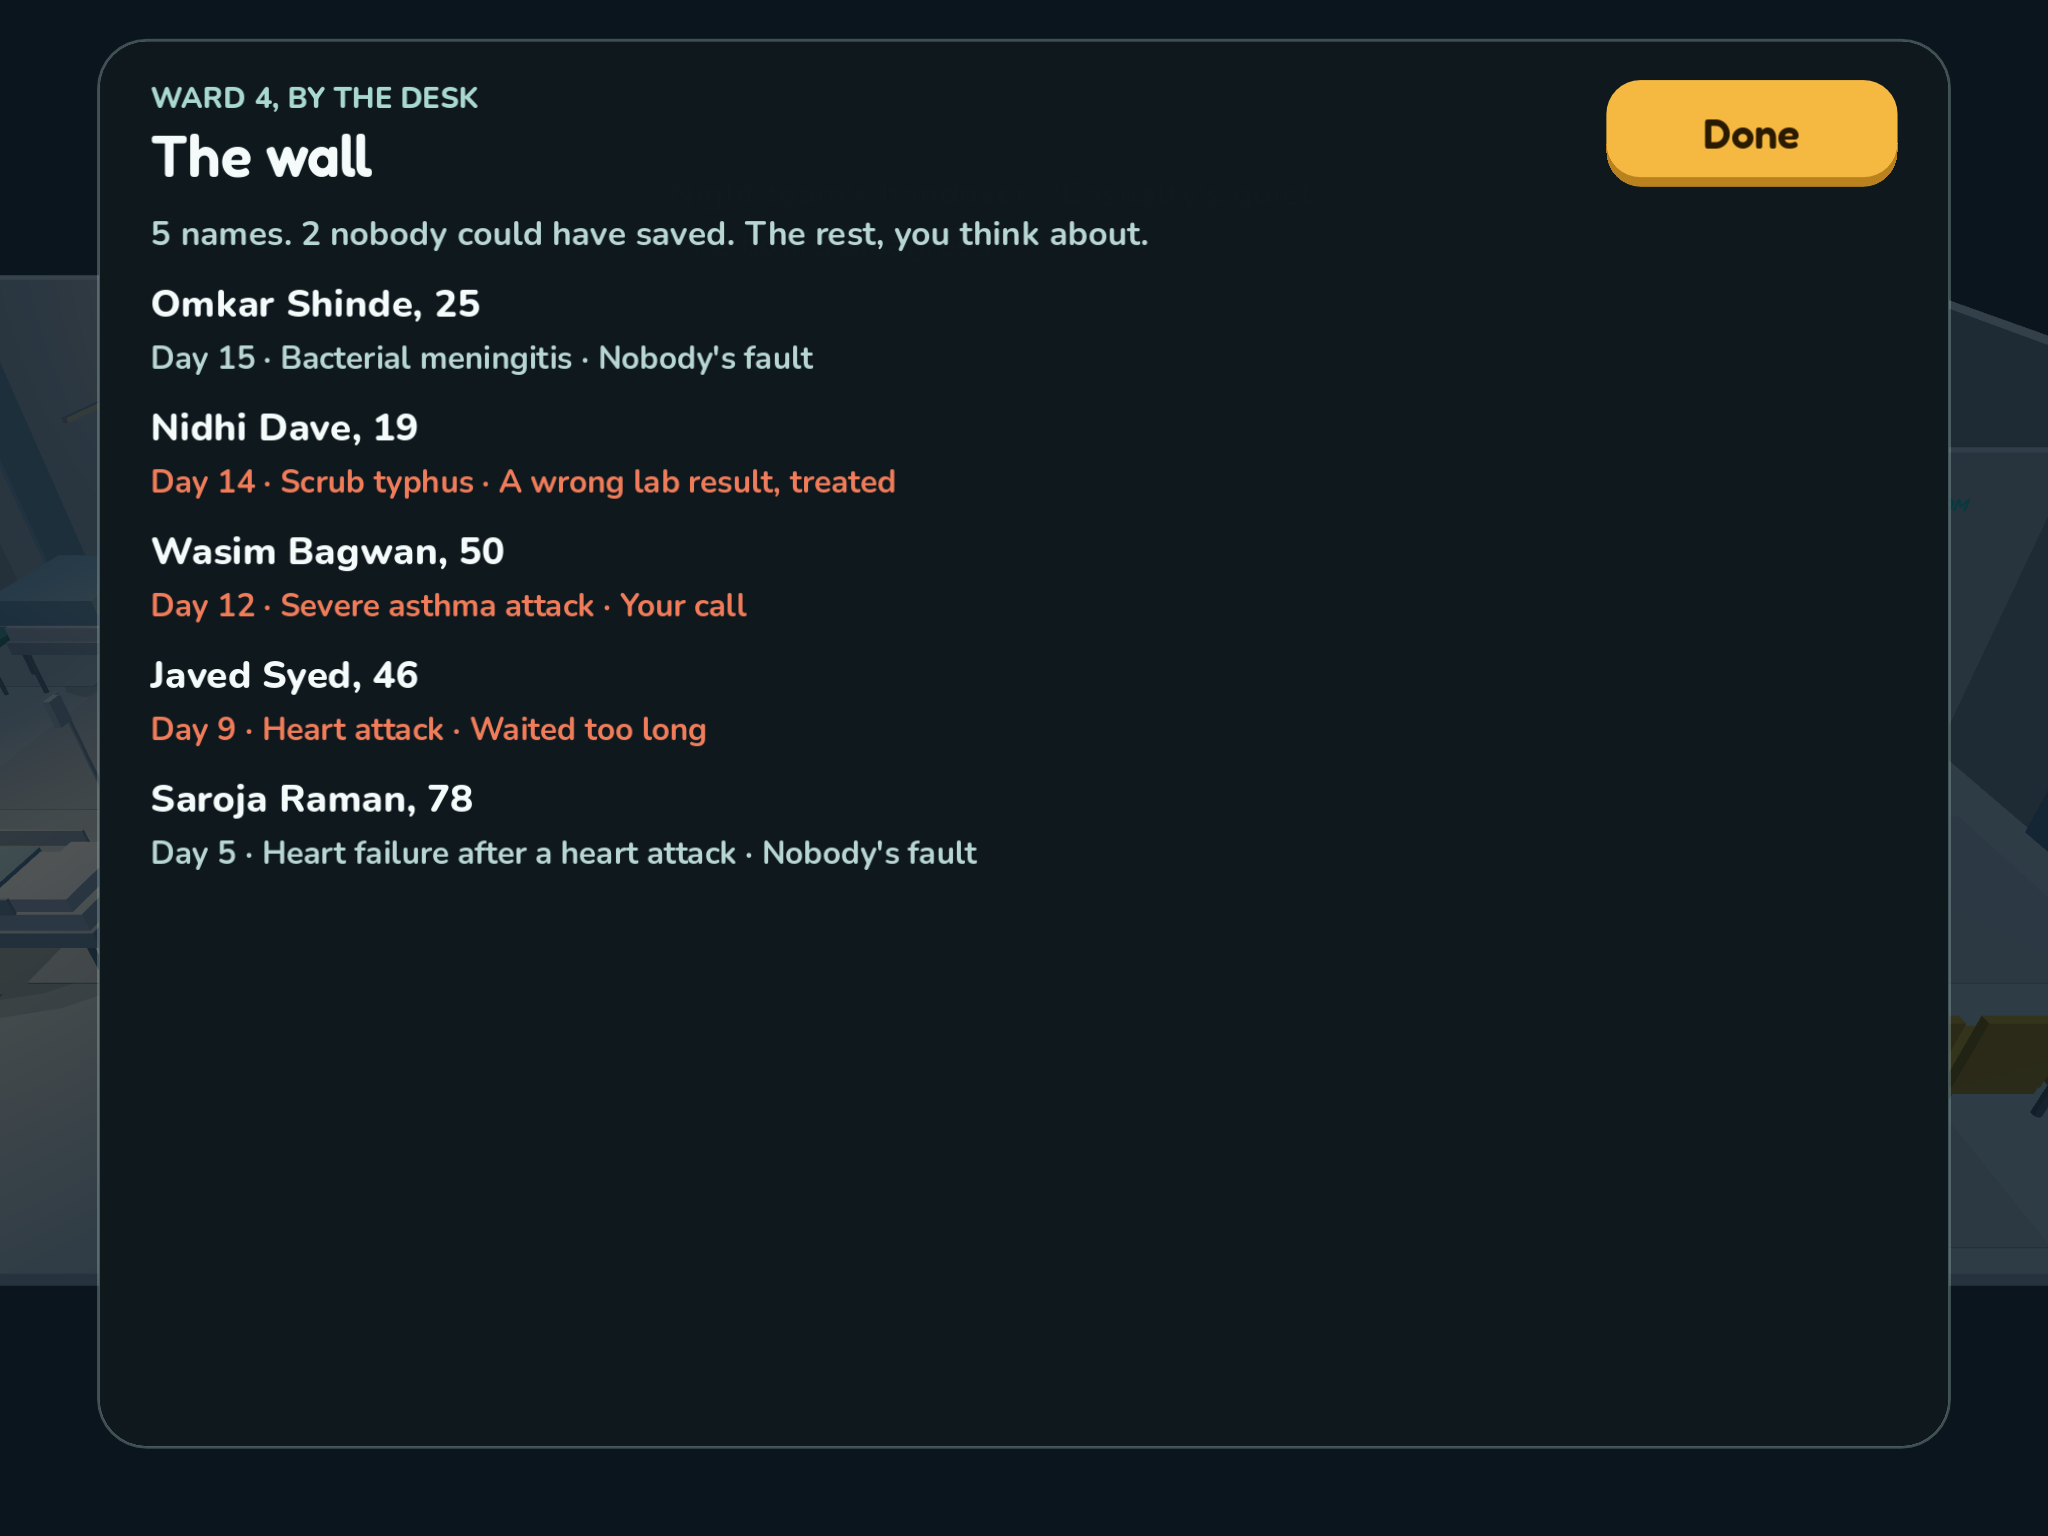 WARD 4, BY THE DESK
The wall
Done
5 names. 2 nobody could have saved. The rest, you think about.
Omkar Shinde, 25
Day 15 · Bacterial meningitis · Nobody's fault
Nidhi Dave, 19
Day 14 · Scrub typhus · A wrong lab result, treated
Wasim Bagwan, 50
Day 12 · Severe asthma attack · Your call
Javed Syed, 46
Day 9 · Heart attack · Waited too long
Saroja Raman, 78
Day 5 · Heart failure after a heart attack · Nobody's fault